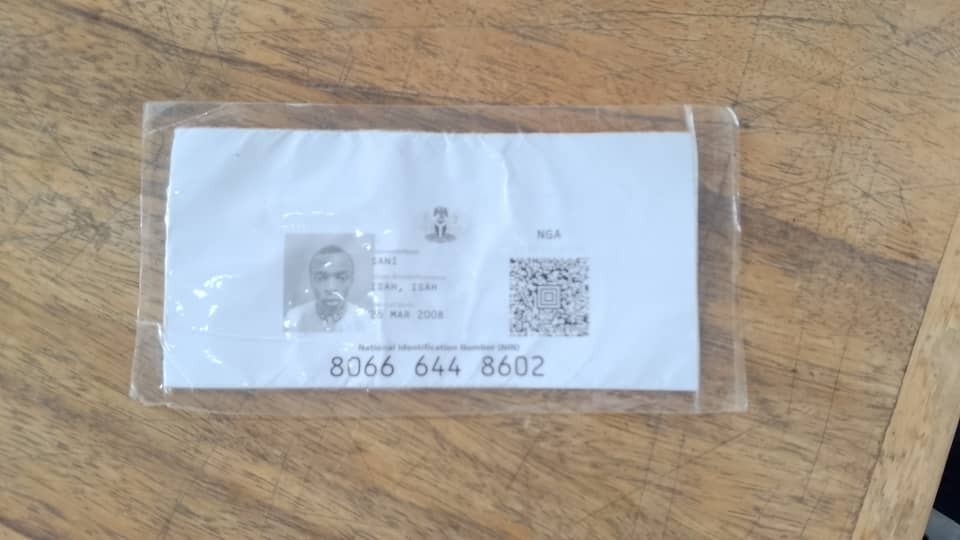 NGA
SANI
ISAH, ISAH
25 MAR 2008
National Identification Number (NIN)
8066 644 8602